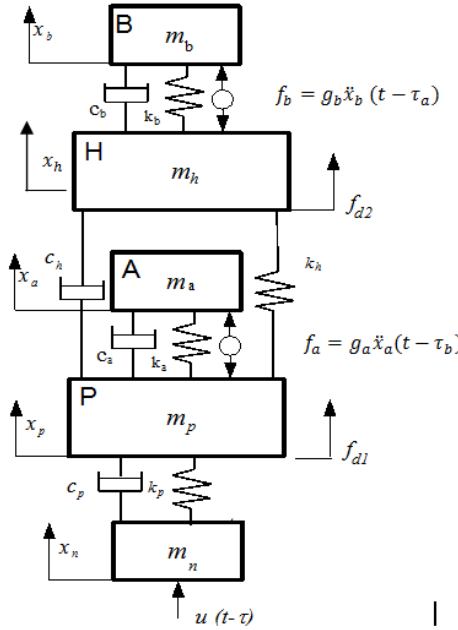 x_b
B
m_b
c_b
k_b
f_b = g_b ẍ_b (t − τ_a)
x_h
H
m_h
f_d2
c_h
k_h
x_a
A
m_a
c_a
k_a
f_a = g_a ẍ_a(t − τ_b)
P
x_p
m_p
f_d1
c_p
k_p
x_n
m_n
u (t- τ)